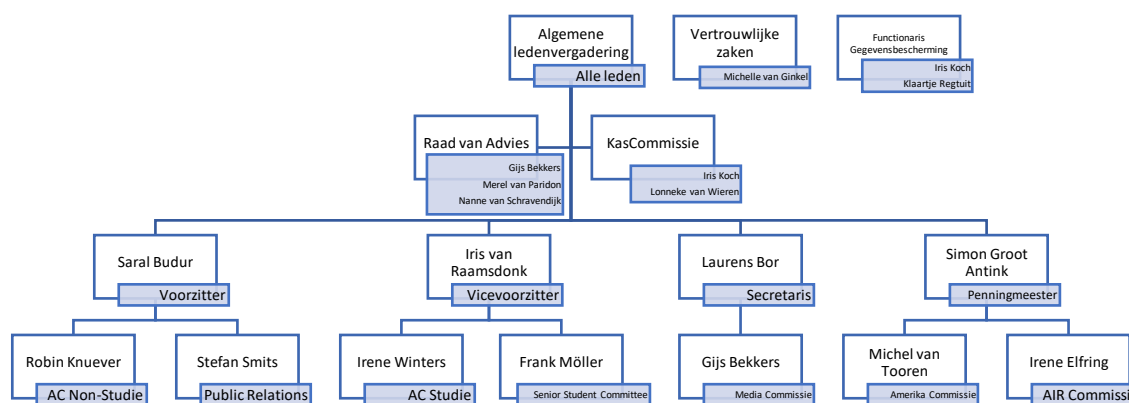 Algemene
ledenvergadering
Alle leden
Vertrouwlijke
zaken
Michelle van Ginkel
Functionaris
Gegevensbescherming
Iris Koch
Klaartje Regtuit
Raad van Advies
Gijs Bekkers
Merel van Paridon
Nanne van Schravendijk
KasCommissie
Iris Koch
Lonneke van Wieren
Saral Budur
Voorzitter
Iris van
Raamsdonk
Vicevoorzitter
Laurens Bor
Secretaris
Simon Groot
Antink
Penningmeester
Robin Knuever
AC Non-Studie
Stefan Smits
Public Relations
Irene Winters
AC Studie
Frank Möller
Senior Student Committee
Gijs Bekkers
Media Commissie
Michel van
Tooren
Amerika Commissie
Irene Elfring
AIR Commissi